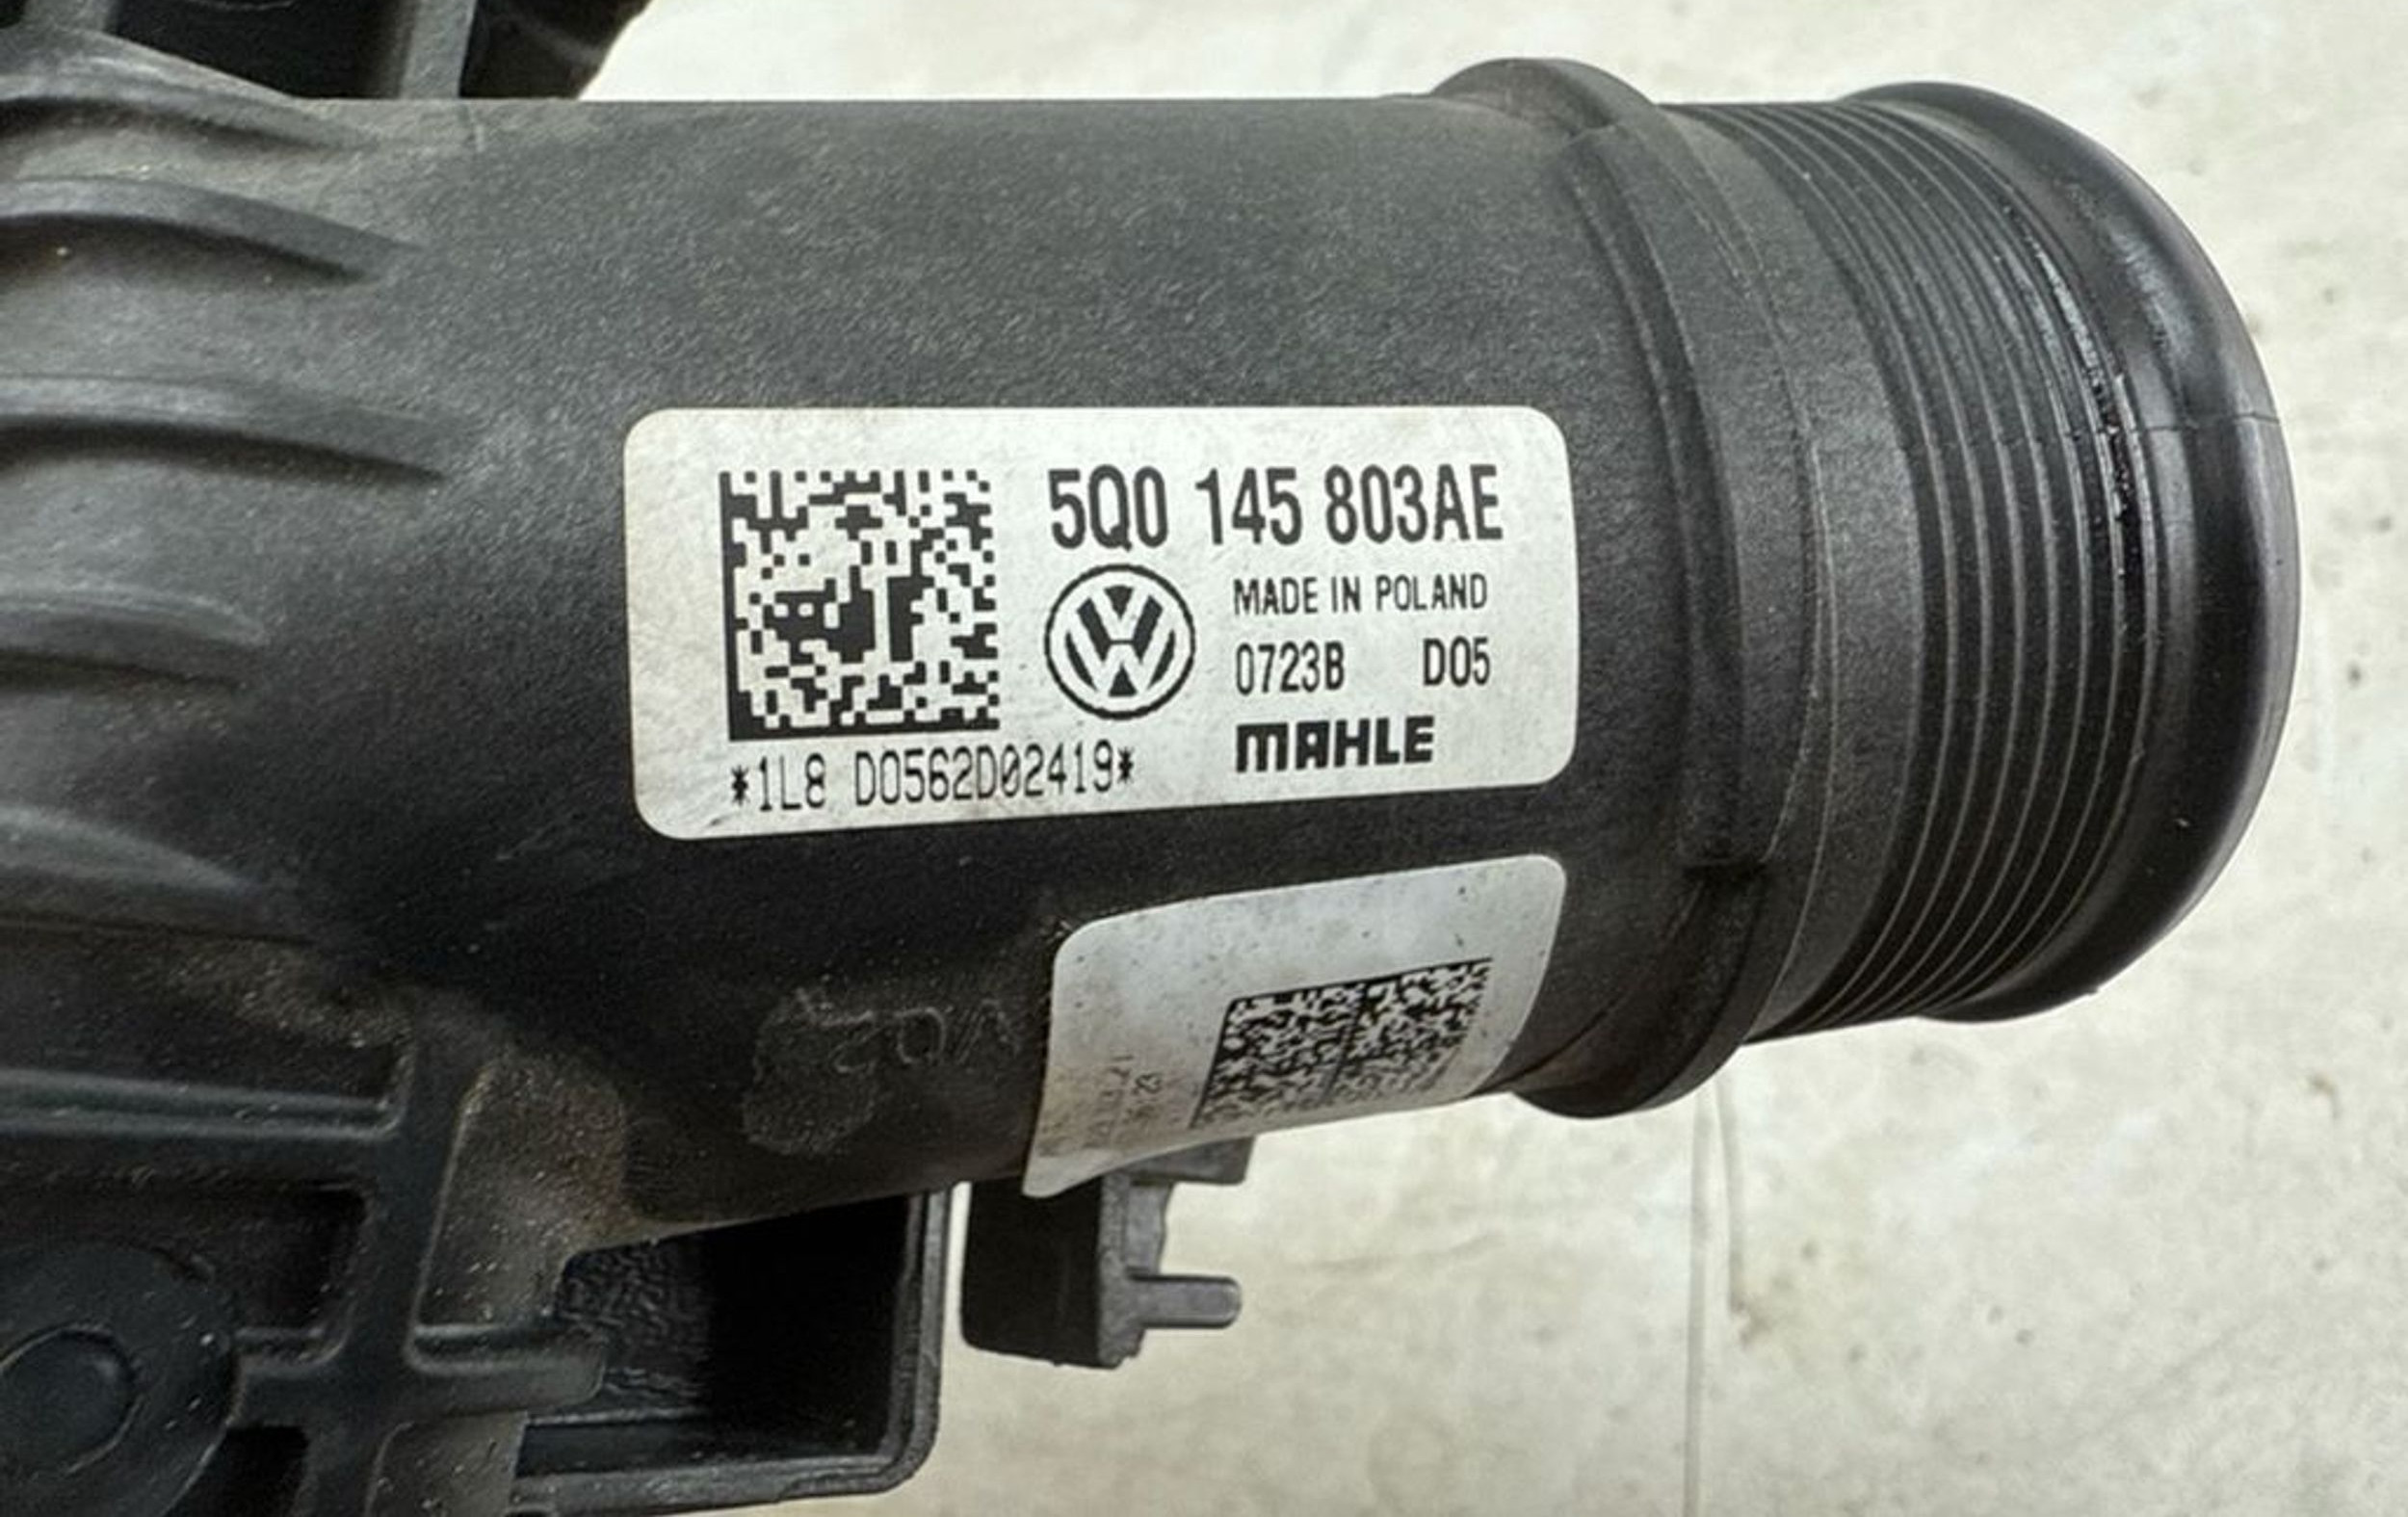 5Q0 145 803AE
MADE IN POLAND
0723B D05
MAHLE
*1L8 D0562D02419*